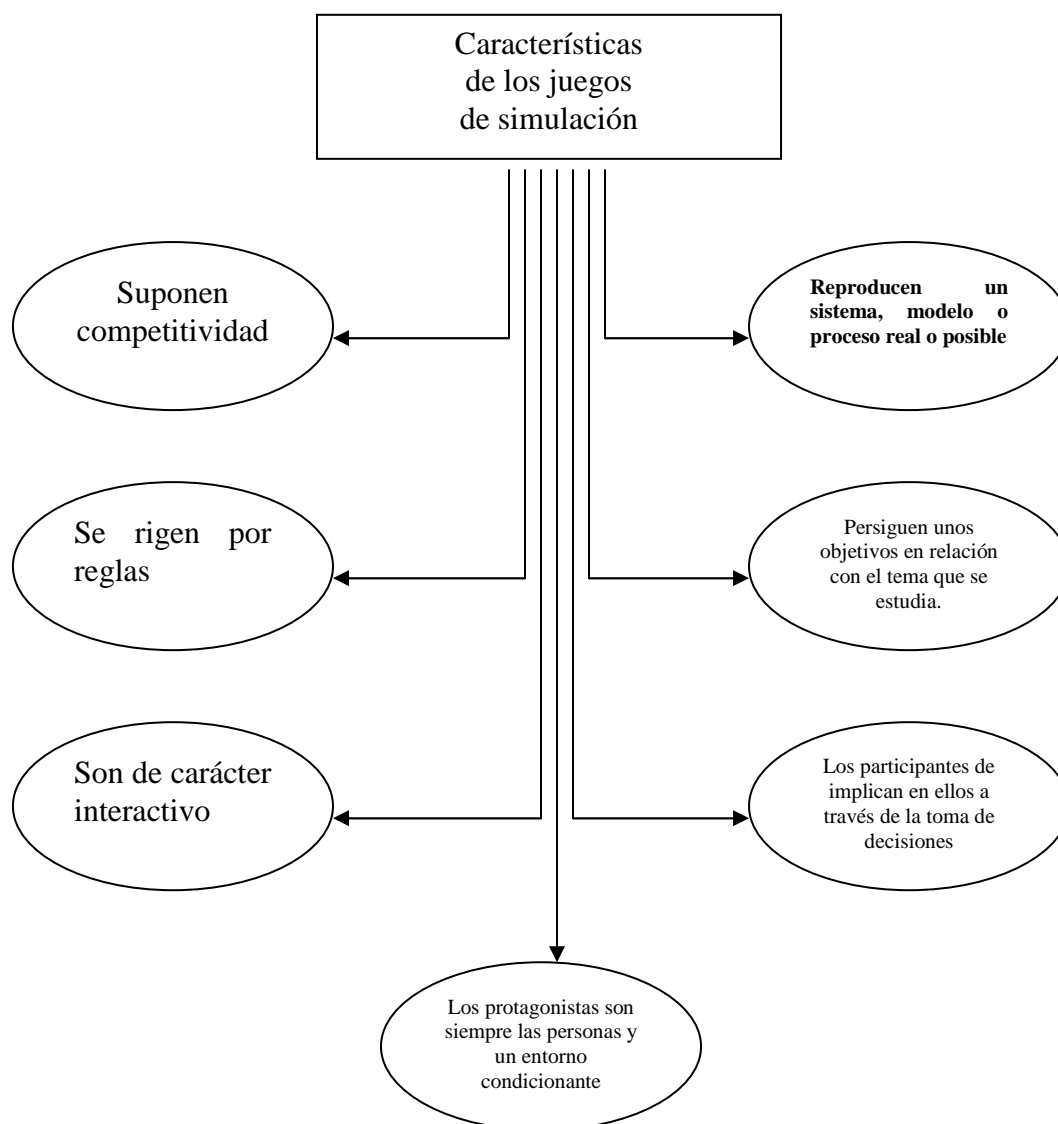 Características
de los juegos
de simulación
Suponen
competitividad
Reproducen un
sistema, modelo o
proceso real o posible
Se rigen por
reglas
Persiguen unos
objetivos en relación
con el tema que se
estudia.
Son de carácter
interactivo
Los participantes de
implican en ellos a
través de la toma de
decisiones
Los protagonistas son
siempre las personas y
un entorno
condicionante